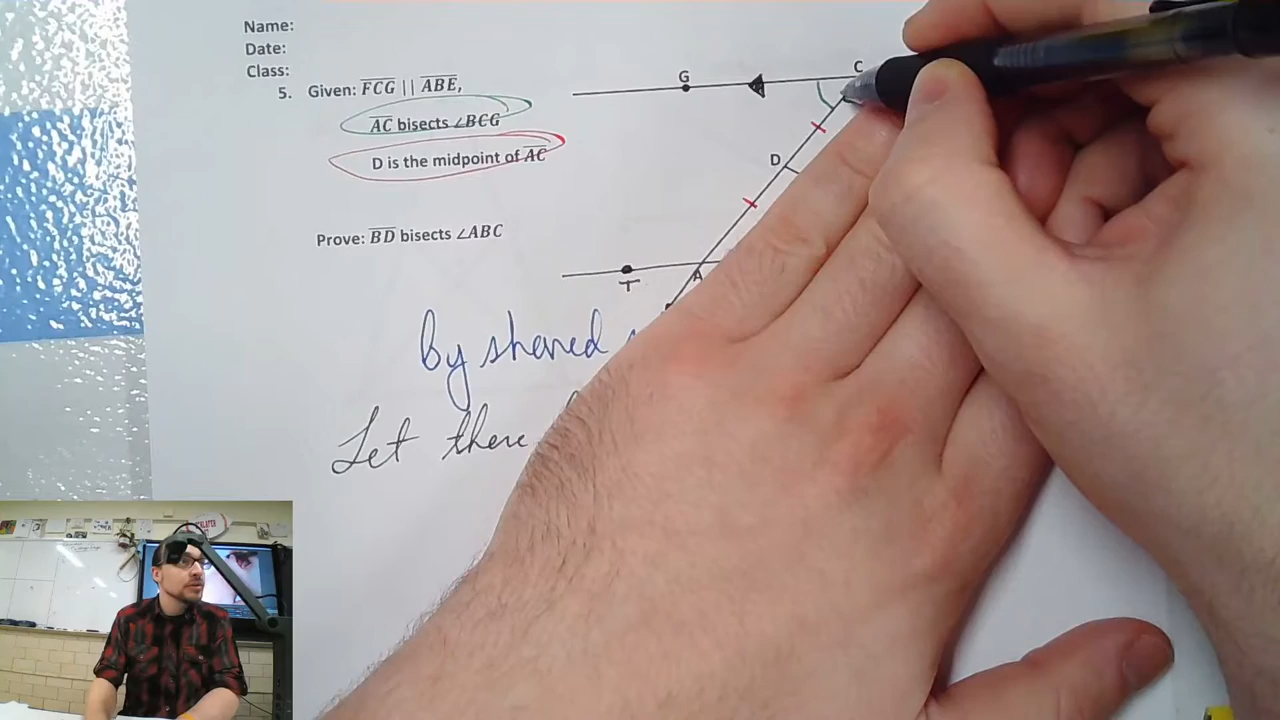 Name:
Date:
Class:
5. Given: FCG || ABE,
AC bisects ∠BCG
D is the midpoint of AC
Prove: BD bisects ∠ABC
G
C
D
A
T
By shared
Let there